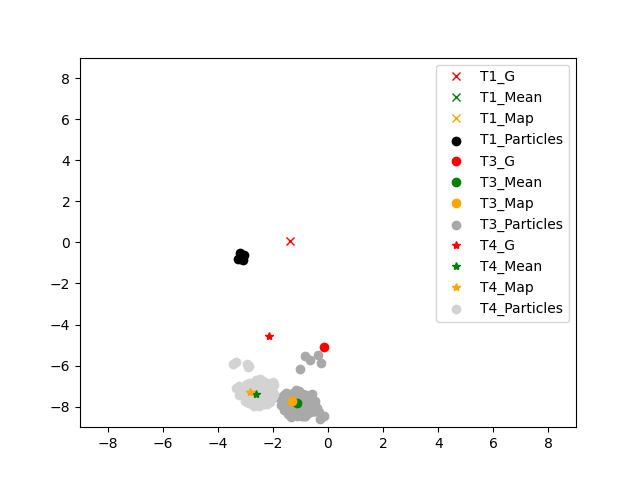 8
6
4
2
0
−2
−4
−6
−8
−8 −6 −4 −2 0 2 4 6 8
T1_G
T1_Mean
T1_Map
T1_Particles
T3_G
T3_Mean
T3_Map
T3_Particles
T4_G
T4_Mean
T4_Map
T4_Particles